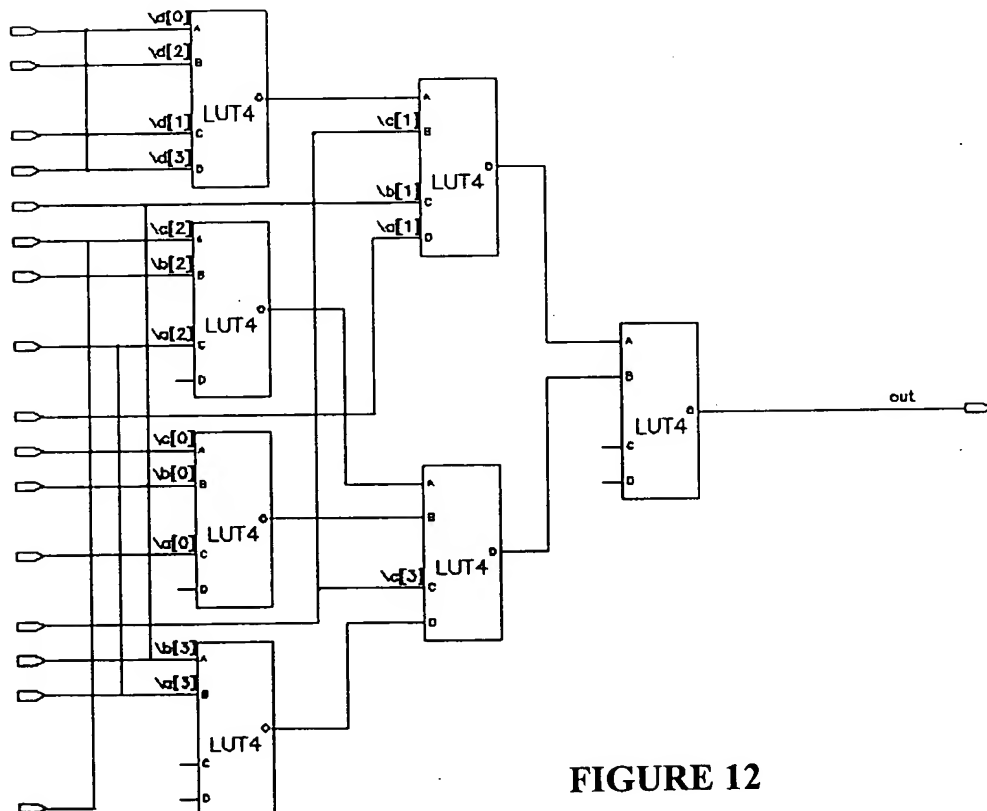 \d[0] A
\d[2] B
O
LUT4
\d[1] C
\d[3] D
\c[2] A
\b[2] B
O
LUT4
\a[2] C
D
\c[0] A
\b[0] B
O
LUT4
\a[0] C
D
\b[3] A
\a[3] B
O
LUT4
C
D
A
\c[1] B
O
LUT4
\b[1] C
\a[1] D
A
B
O
LUT4
\c[3] C
D
A
B
O
LUT4
C
D
out
FIGURE 12